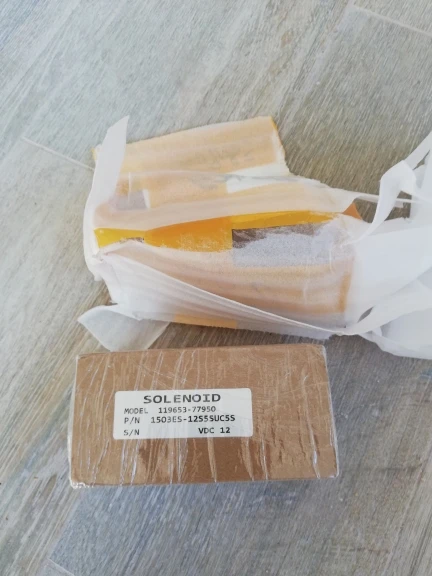 SOLENOID
MODEL 119653-77950
P/N 1503ES-12S5SUC5S
S/N VDC 12